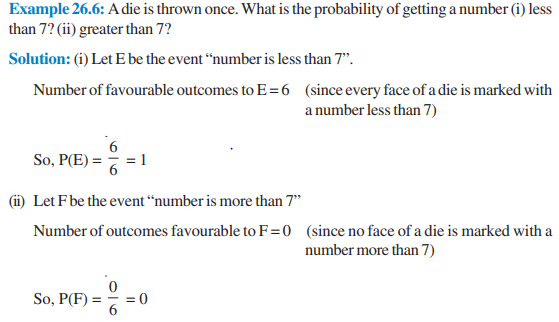 Example 26.6: A die is thrown once. What is the probability of getting a number (i) less
than 7? (ii) greater than 7?
Solution: (i) Let E be the event “number is less than 7”.
Number of favourable outcomes to E = 6 (since every face of a die is marked with
a number less than 7)
So, P(E) = 6/6 = 1
(ii) Let F be the event “number is more than 7”
Number of outcomes favourable to F = 0 (since no face of a die is marked with a
number more than 7)
So, P(F) = 0/6 = 0